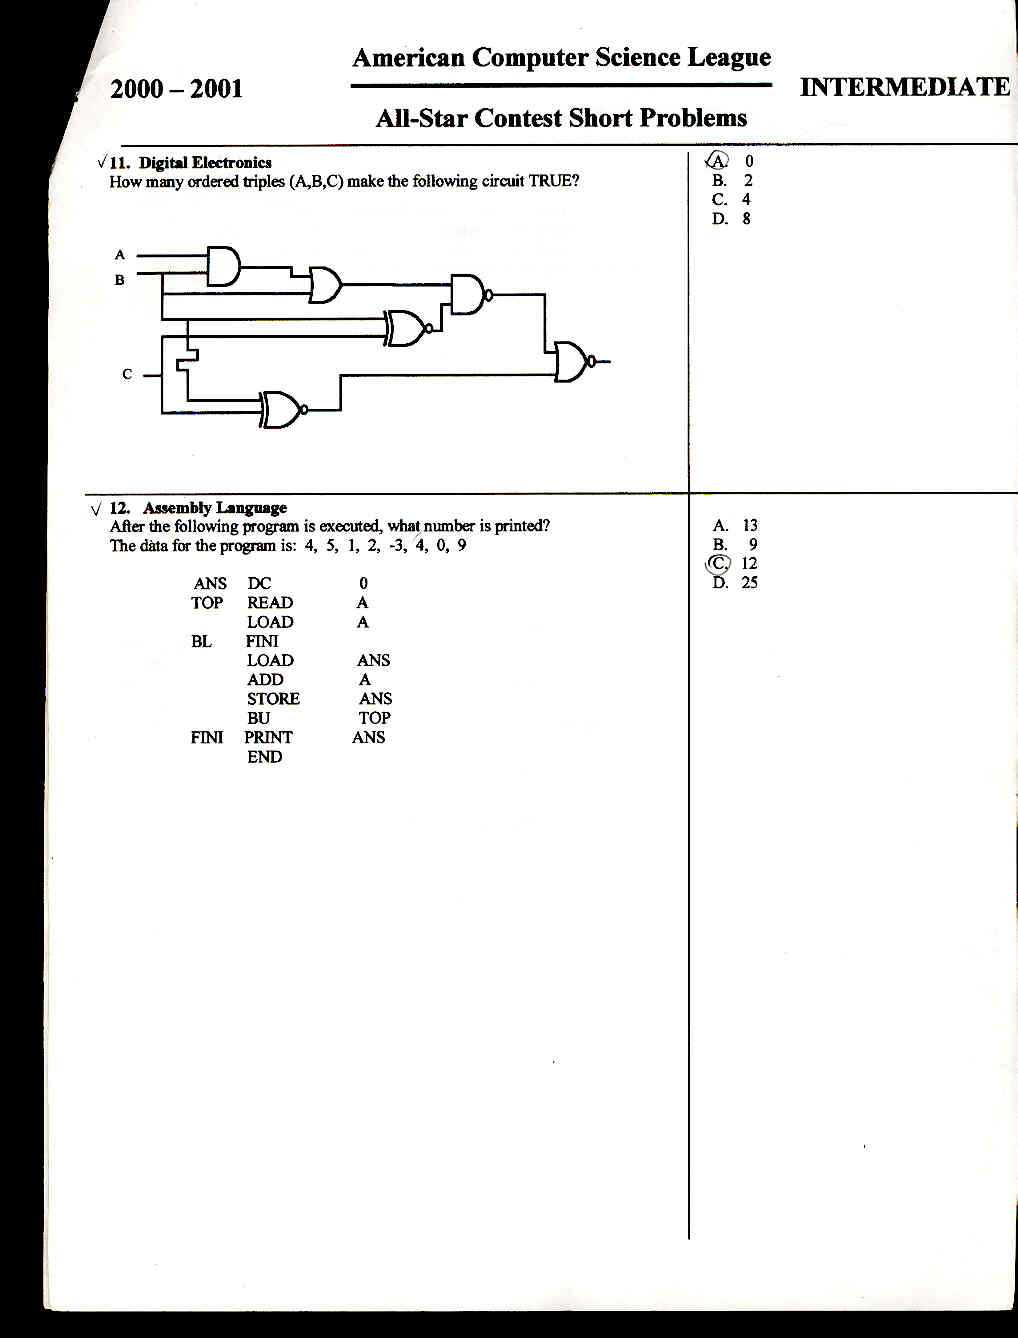 American Computer Science League
2000 – 2001
INTERMEDIATE
All-Star Contest Short Problems
√ 11. Digital Electronics
How many ordered triples (A,B,C) make the following circuit TRUE?
A. 0
B. 2
C. 4
D. 8
A
B
C
√ 12. Assembly Language
After the following program is executed, what number is printed?
The data for the program is: 4, 5, 1, 2, -3, 4, 0, 9
A. 13
B. 9
C. 12
D. 25
ANS DC 0
TOP READ A
LOAD A
BL FINI
LOAD ANS
ADD A
STORE ANS
BU TOP
FINI PRINT ANS
END